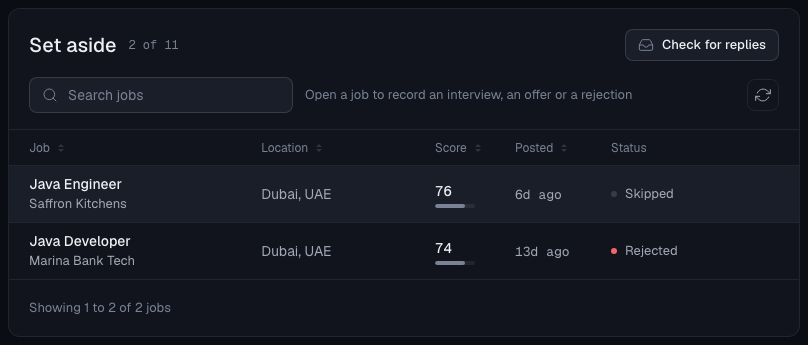 Set aside 2 of 11
Check for replies
Search jobs
Open a job to record an interview, an offer or a rejection
Job Location Score Posted Status
Java Engineer
Saffron Kitchens
Dubai, UAE
76
6d ago
Skipped
Java Developer
Marina Bank Tech
Dubai, UAE
74
13d ago
Rejected
Showing 1 to 2 of 2 jobs